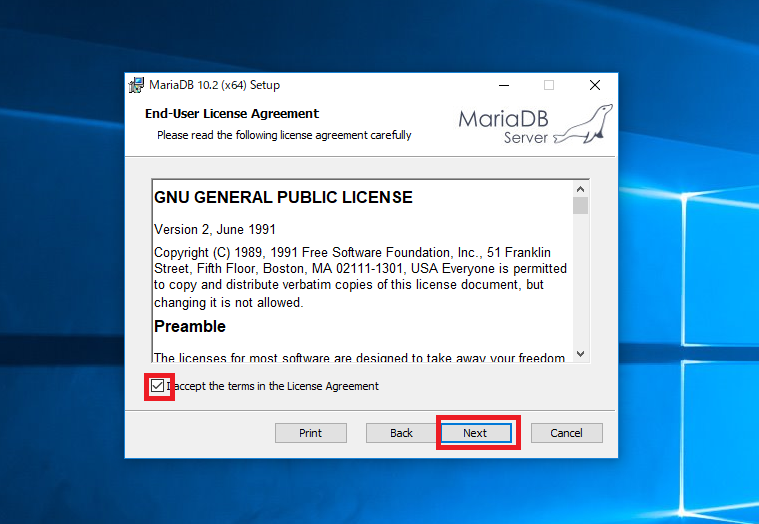 MariaDB 10.2 (x64) Setup
End-User License Agreement
Please read the following license agreement carefully
MariaDB
Server
GNU GENERAL PUBLIC LICENSE
Version 2, June 1991
Copyright (C) 1989, 1991 Free Software Foundation, Inc., 51 Franklin
Street, Fifth Floor, Boston, MA 02111-1301, USA Everyone is permitted
to copy and distribute verbatim copies of this license document, but
changing it is not allowed.
Preamble
The licenses for most software are designed to take away your freedom
I accept the terms in the License Agreement
Print
Back
Next
Cancel